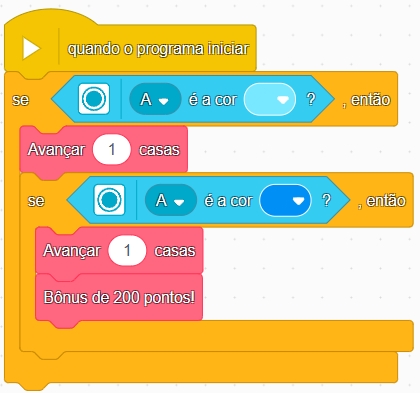 quando o programa iniciar
se A é a cor ? , então
Avançar 1 casas
se A é a cor ? , então
Avançar 1 casas
Bônus de 200 pontos!